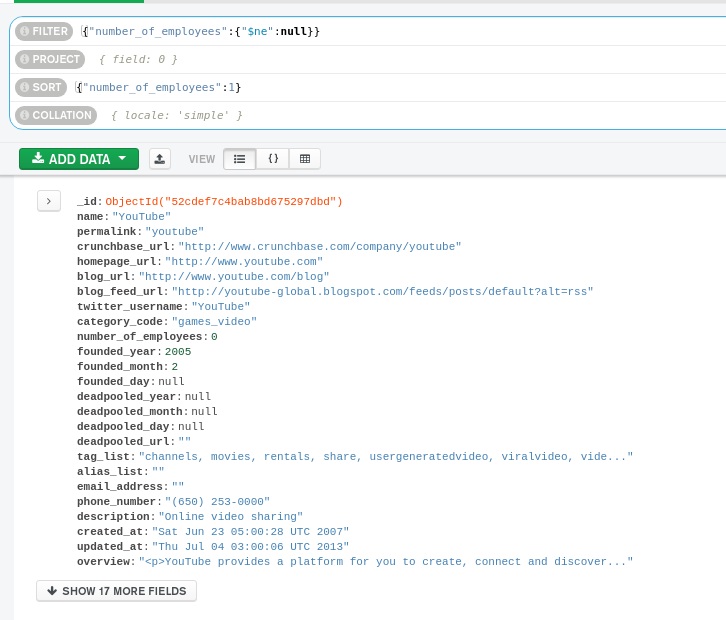 FILTER {"number_of_employees":{"$ne":null}}
PROJECT { field: 0 }
SORT {"number_of_employees":1}
COLLATION { locale: 'simple' }
ADD DATA VIEW { }
_id: ObjectId("52cdef7c4bab8bd675297dbd")
name: "YouTube"
permalink: "youtube"
crunchbase_url: "http://www.crunchbase.com/company/youtube"
homepage_url: "http://www.youtube.com"
blog_url: "http://www.youtube.com/blog"
blog_feed_url: "http://youtube-global.blogspot.com/feeds/posts/default?alt=rss"
twitter_username: "YouTube"
category_code: "games_video"
number_of_employees: 0
founded_year: 2005
founded_month: 2
founded_day: null
deadpooled_year: null
deadpooled_month: null
deadpooled_day: null
deadpooled_url: ""
tag_list: "channels, movies, rentals, share, usergeneratedvideo, viralvideo, vide..."
alias_list: ""
email_address: ""
phone_number: "(650) 253-0000"
description: "Online video sharing"
created_at: "Sat Jun 23 05:00:28 UTC 2007"
updated_at: "Thu Jul 04 03:00:06 UTC 2013"
overview: "<p>YouTube provides a platform for you to create, connect and discover..."
SHOW 17 MORE FIELDS